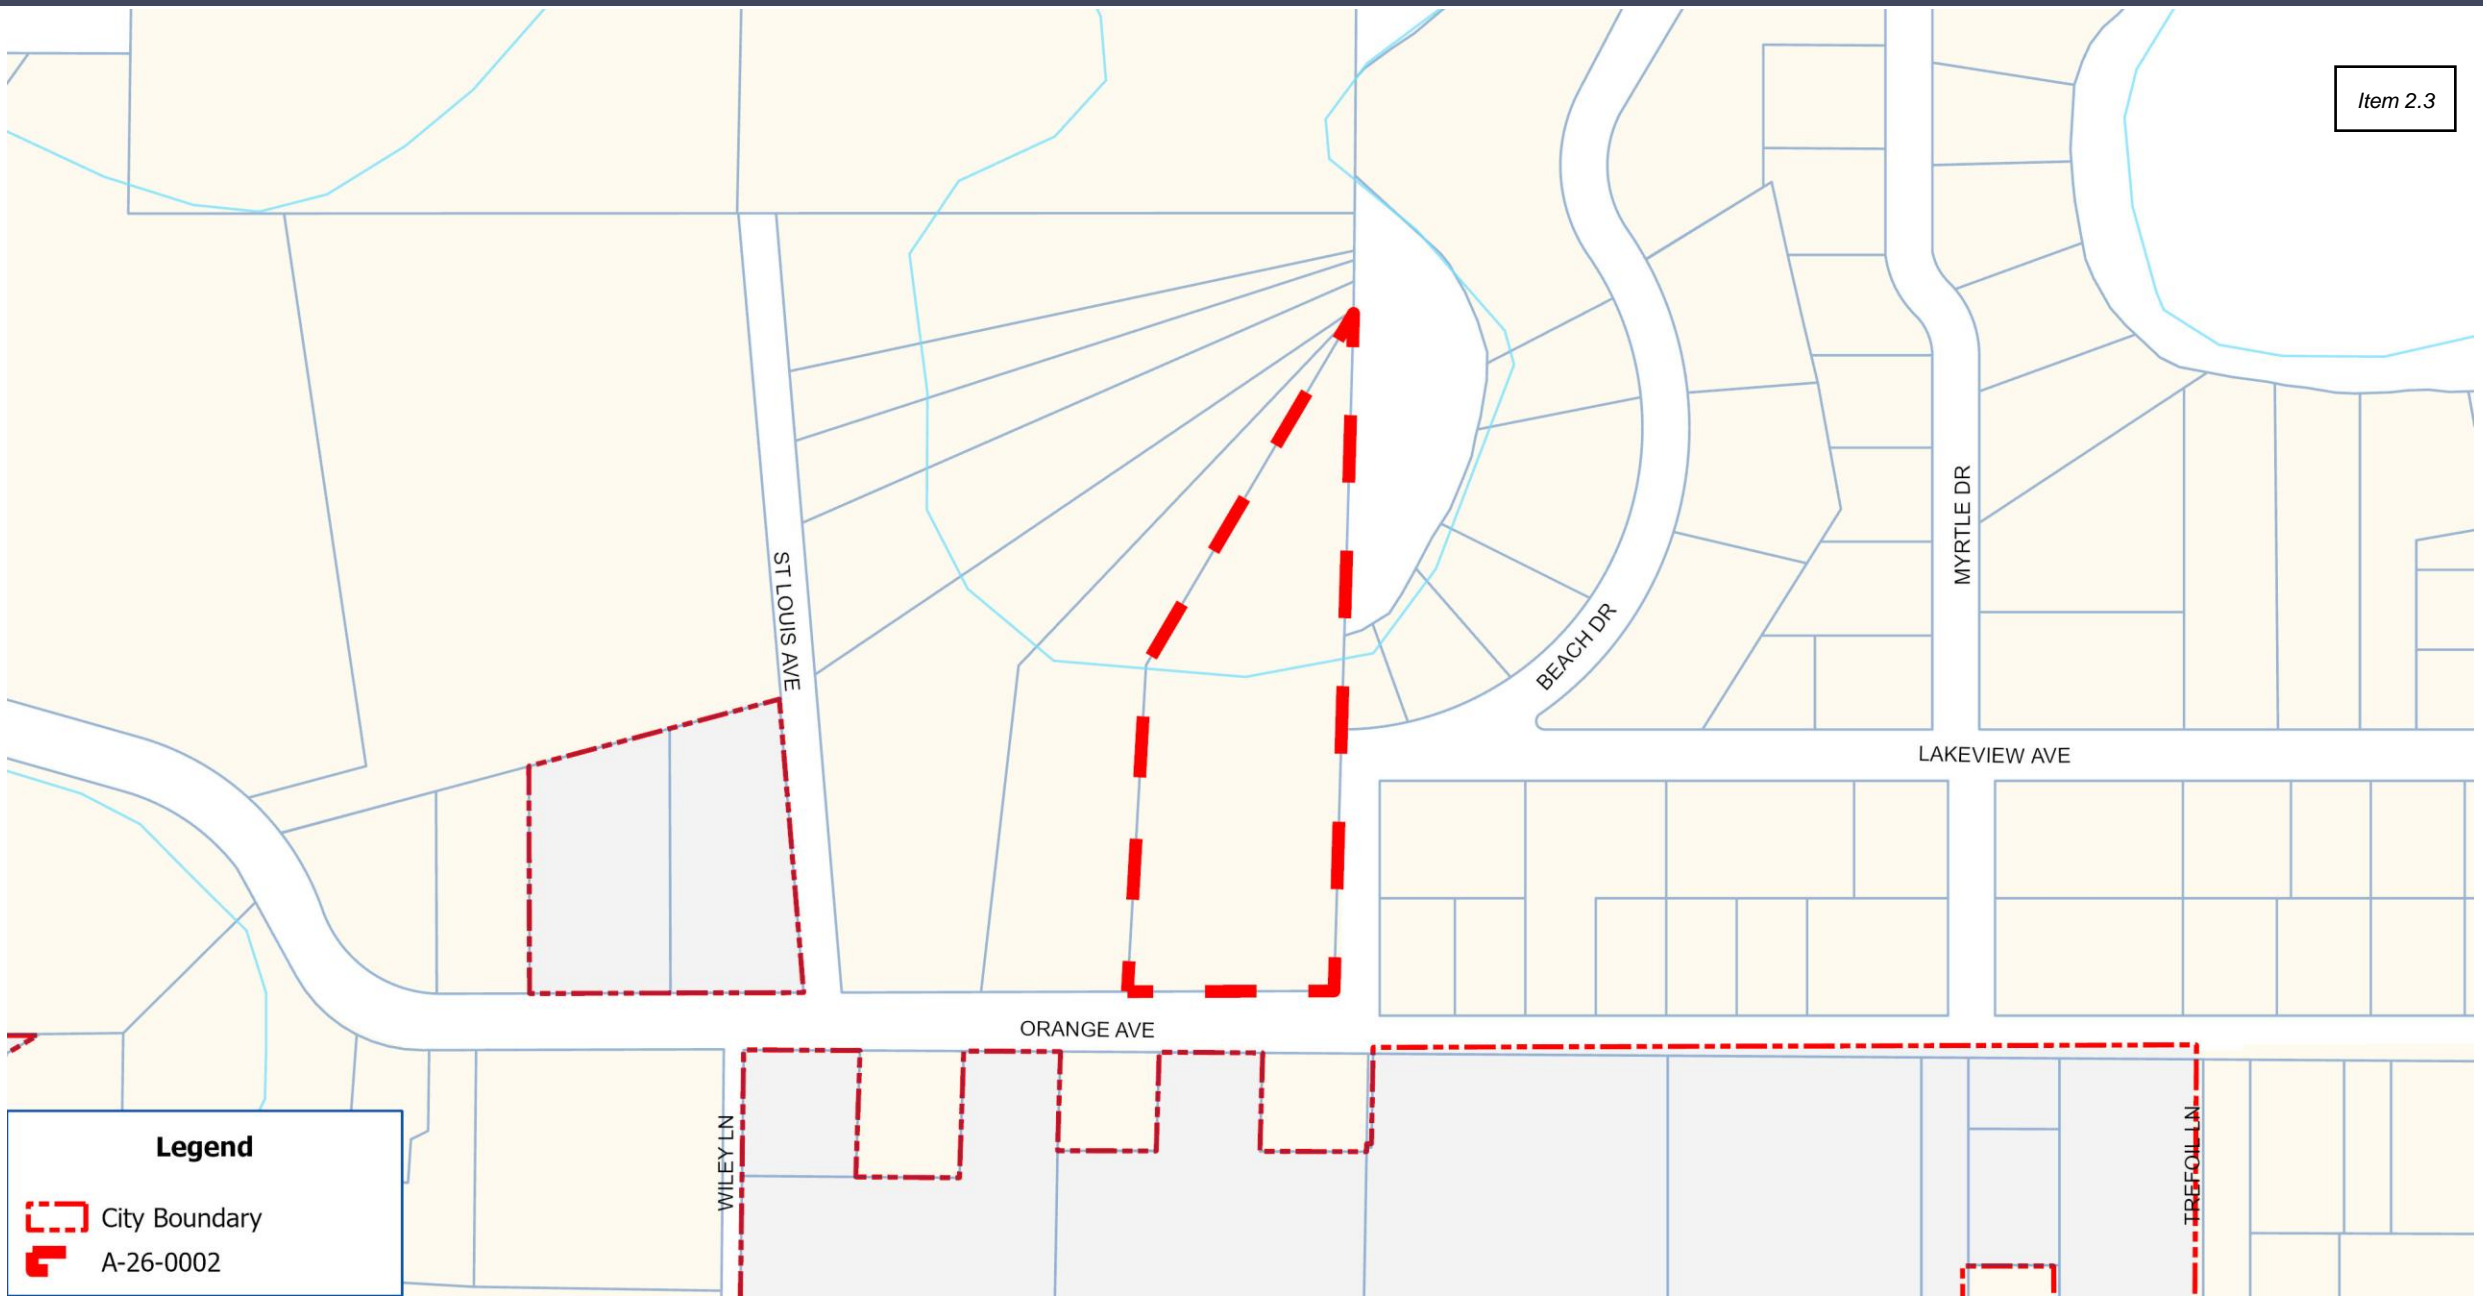 Item 2.3
MYRTLE DR
ST LOUIS AVE
BEACH DR
LAKEVIEW AVE
ORANGE AVE
WILEY LN
TREFOIL LN
Legend
City Boundary
A-26-0002